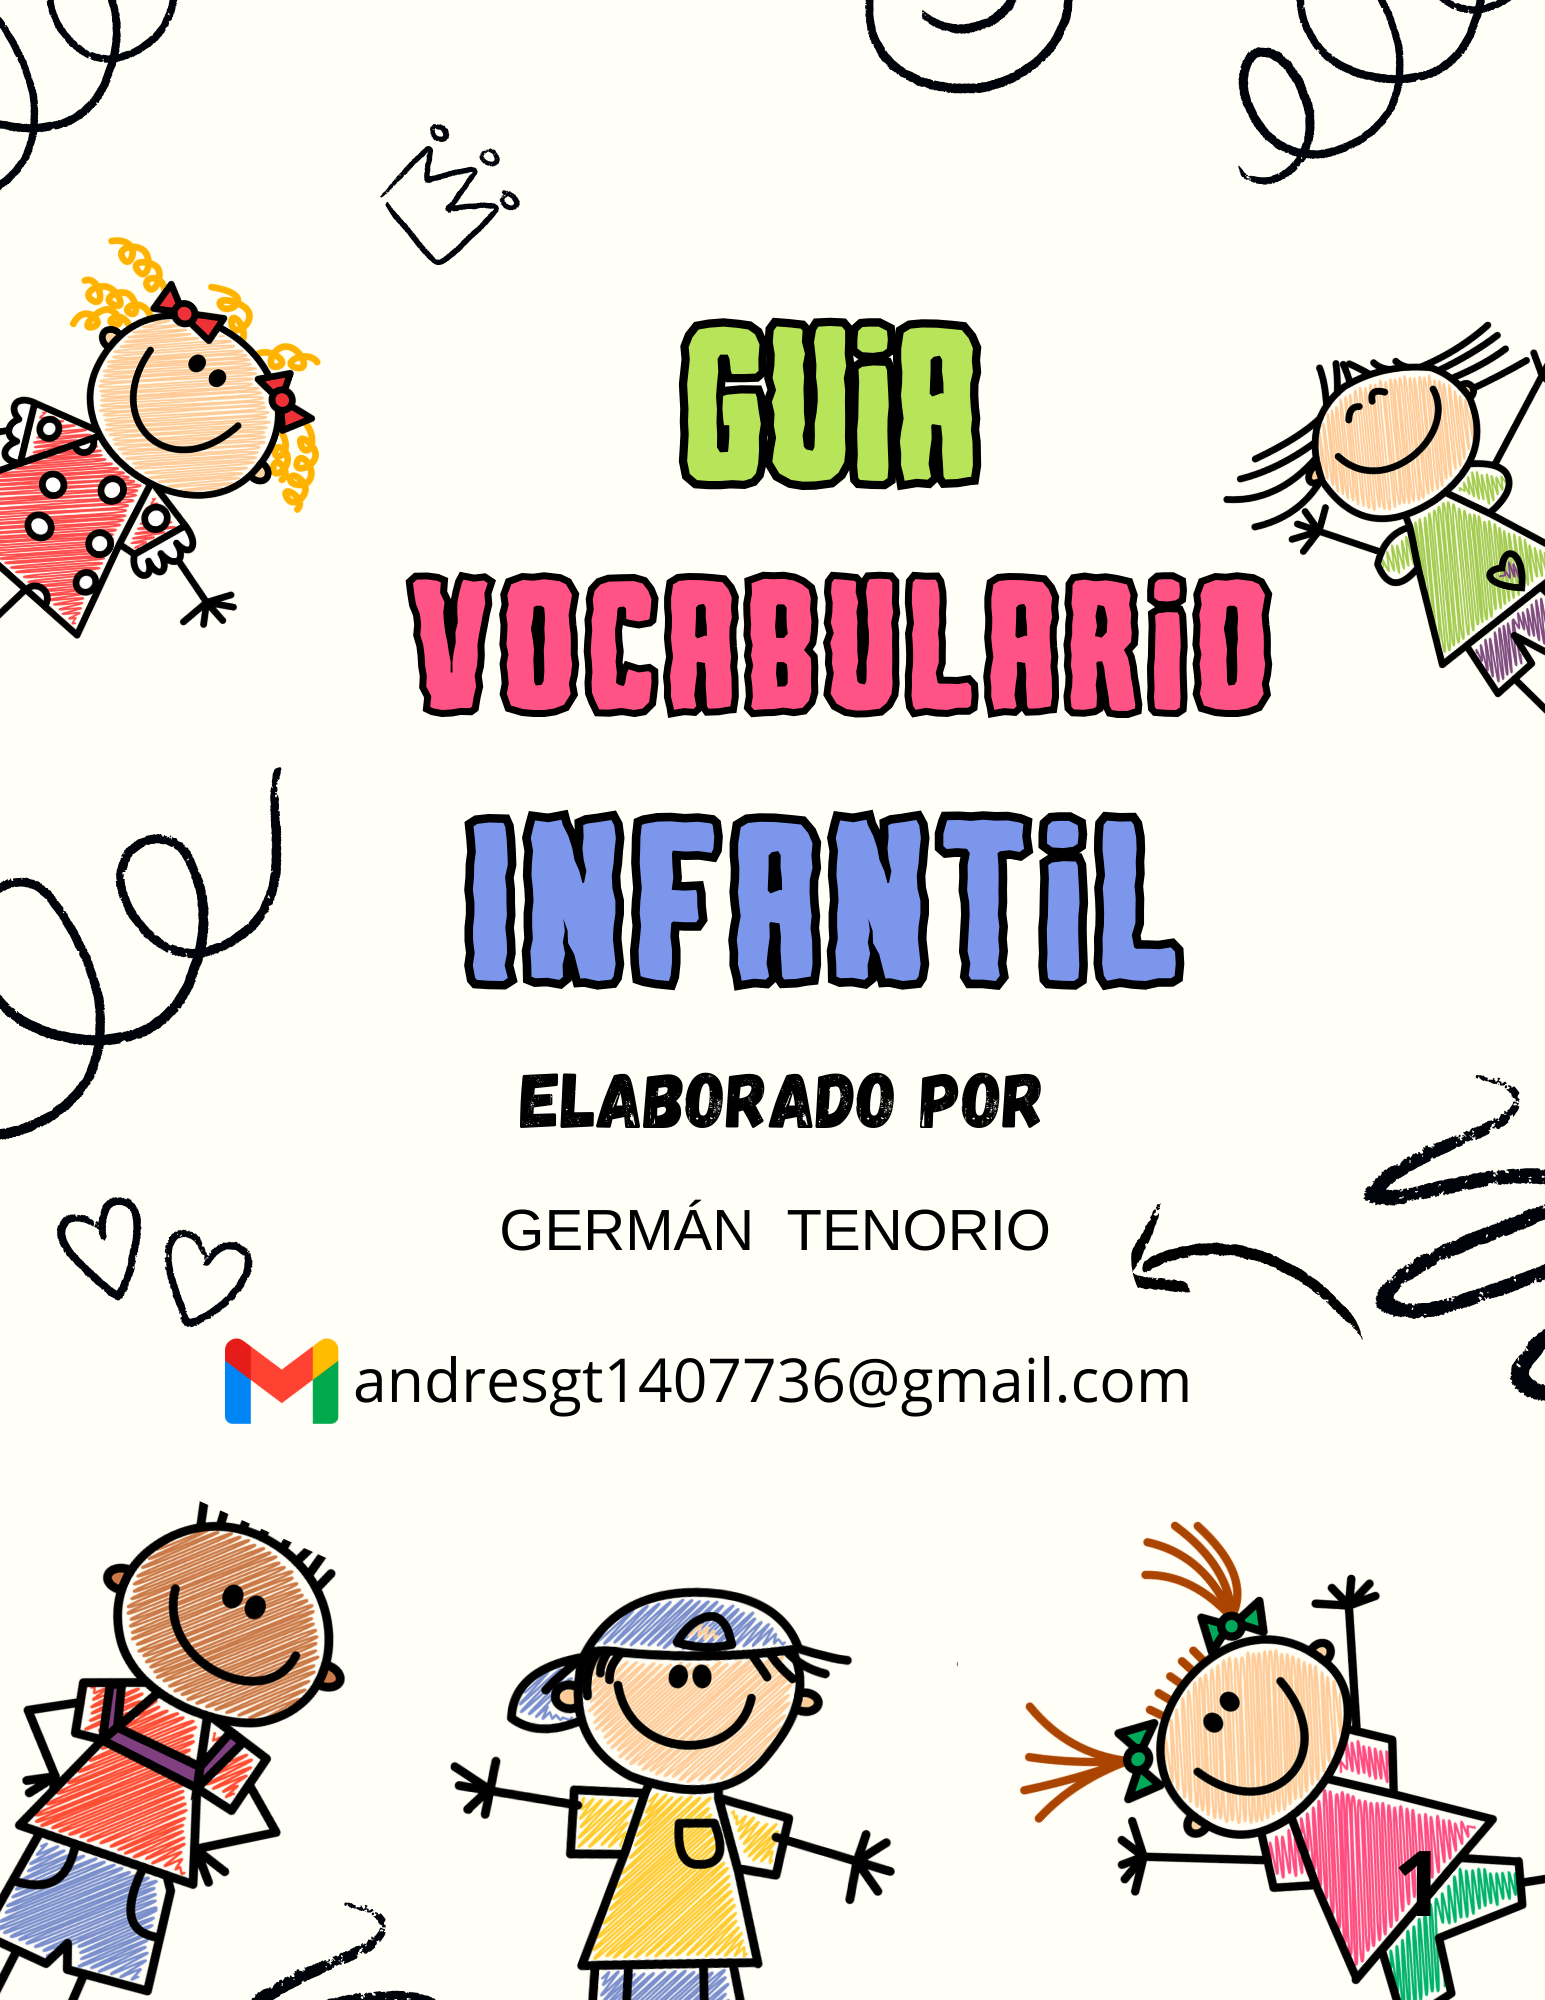 GUiA
VOCABULARiO
INFANTiL
ELABORADO POR
GERMÁN TENORIO
andresgt1407736@gmail.com
1